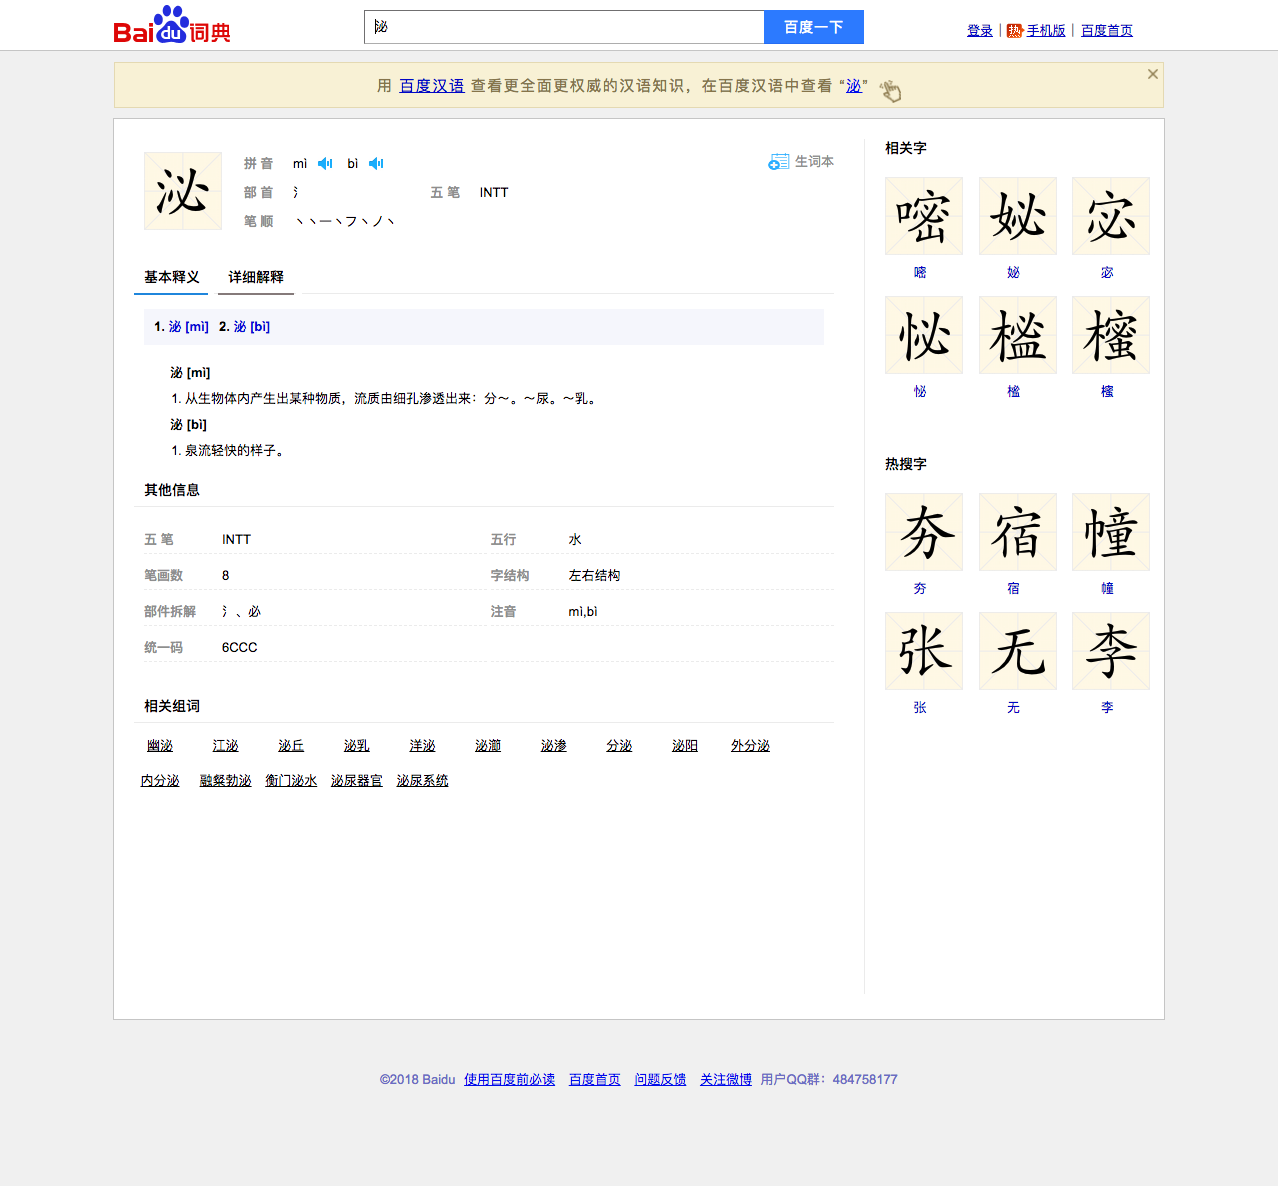 Baidu词典
泌
百度一下
登录 | 热 手机版 | 百度首页
用 百度汉语 查看更全面更权威的汉语知识，在百度汉语中查看 “泌”
泌
拼 音 mì bì
生词本
部 首 氵 五 笔 INTT
笔 顺 丶丶一丶フ丶ノ丶
基本释义 详细解释
1. 泌 [mì] 2. 泌 [bì]
泌 [mì]
1. 从生物体内产生出某种物质，流质由细孔渗透出来：分～。～尿。～乳。
泌 [bì]
1. 泉流轻快的样子。
其他信息
五 笔 INTT 五行 水
笔画数 8 字结构 左右结构
部件拆解 氵、必 注音 mì,bì
统一码 6CCC
相关组词
幽泌 江泌 泌丘 泌乳 洋泌 泌瀄 泌渗 分泌 泌阳 外分泌
内分泌 融粲勃泌 衡门泌水 泌尿器官 泌尿系统
相关字
嘧 妼 宓
嘧 妼 宓
怭 榓 櫁
怭 榓 櫁
热搜字
夯 宿 幢
夯 宿 幢
张 无 李
张 无 李
©2018 Baidu 使用百度前必读 百度首页 问题反馈 关注微博 用户QQ群：484758177